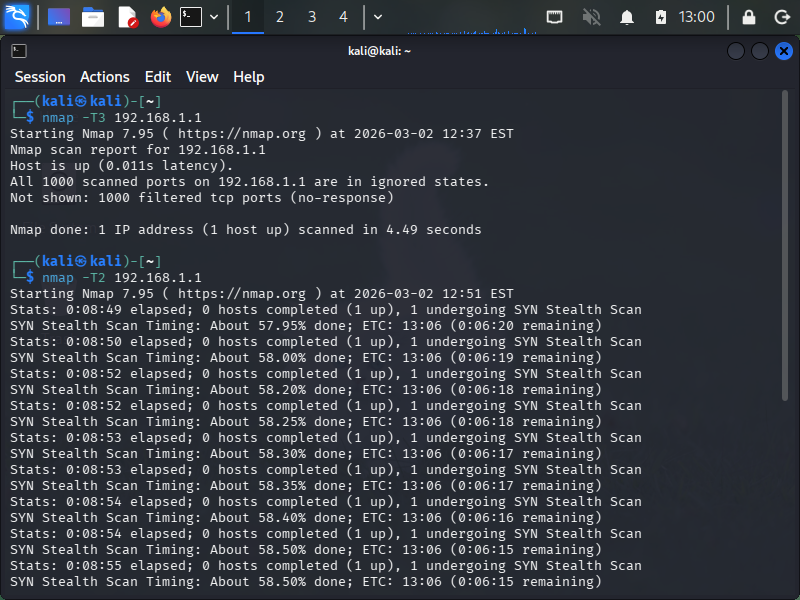 1 2 3 4 13:00
kali@kali: ~
Session Actions Edit View Help
┌──(kali㉿kali)-[~]
└─$ nmap -T3 192.168.1.1
Starting Nmap 7.95 ( https://nmap.org ) at 2026-03-02 12:37 EST
Nmap scan report for 192.168.1.1
Host is up (0.011s latency).
All 1000 scanned ports on 192.168.1.1 are in ignored states.
Not shown: 1000 filtered tcp ports (no-response)
Nmap done: 1 IP address (1 host up) scanned in 4.49 seconds
┌──(kali㉿kali)-[~]
└─$ nmap -T2 192.168.1.1
Starting Nmap 7.95 ( https://nmap.org ) at 2026-03-02 12:51 EST
Stats: 0:08:49 elapsed; 0 hosts completed (1 up), 1 undergoing SYN Stealth Scan
SYN Stealth Scan Timing: About 57.95% done; ETC: 13:06 (0:06:20 remaining)
Stats: 0:08:50 elapsed; 0 hosts completed (1 up), 1 undergoing SYN Stealth Scan
SYN Stealth Scan Timing: About 58.00% done; ETC: 13:06 (0:06:19 remaining)
Stats: 0:08:52 elapsed; 0 hosts completed (1 up), 1 undergoing SYN Stealth Scan
SYN Stealth Scan Timing: About 58.20% done; ETC: 13:06 (0:06:18 remaining)
Stats: 0:08:52 elapsed; 0 hosts completed (1 up), 1 undergoing SYN Stealth Scan
SYN Stealth Scan Timing: About 58.25% done; ETC: 13:06 (0:06:18 remaining)
Stats: 0:08:53 elapsed; 0 hosts completed (1 up), 1 undergoing SYN Stealth Scan
SYN Stealth Scan Timing: About 58.30% done; ETC: 13:06 (0:06:17 remaining)
Stats: 0:08:53 elapsed; 0 hosts completed (1 up), 1 undergoing SYN Stealth Scan
SYN Stealth Scan Timing: About 58.35% done; ETC: 13:06 (0:06:17 remaining)
Stats: 0:08:54 elapsed; 0 hosts completed (1 up), 1 undergoing SYN Stealth Scan
SYN Stealth Scan Timing: About 58.40% done; ETC: 13:06 (0:06:16 remaining)
Stats: 0:08:54 elapsed; 0 hosts completed (1 up), 1 undergoing SYN Stealth Scan
SYN Stealth Scan Timing: About 58.50% done; ETC: 13:06 (0:06:15 remaining)
Stats: 0:08:55 elapsed; 0 hosts completed (1 up), 1 undergoing SYN Stealth Scan
SYN Stealth Scan Timing: About 58.50% done; ETC: 13:06 (0:06:15 remaining)